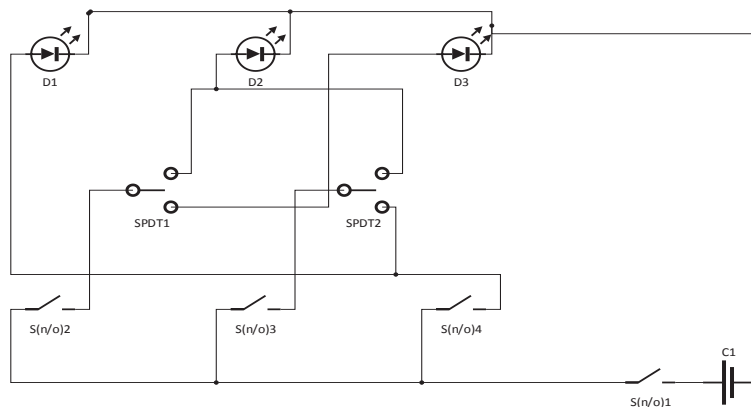 D1
D2
D3
SPDT1
SPDT2
S(n/o)2
S(n/o)3
S(n/o)4
C1
S(n/o)1